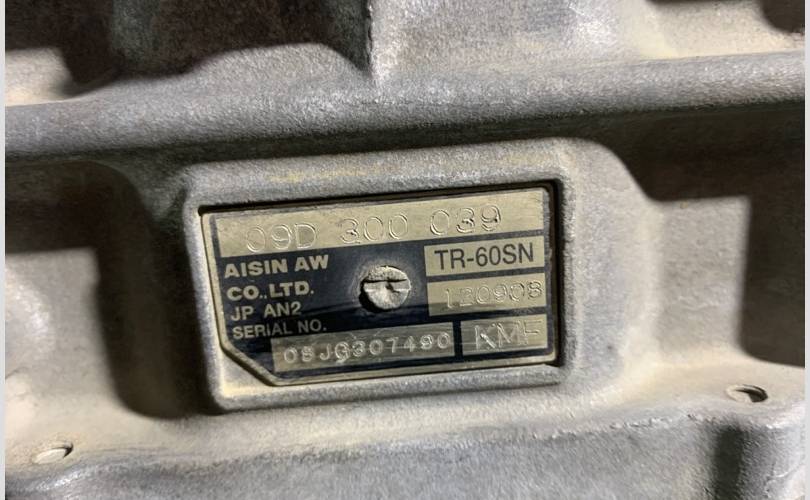 09D 300 039
AISIN AW
CO.,LTD.
JP AN2
TR-60SN
120908
SERIAL NO.
08JG307490
KMF